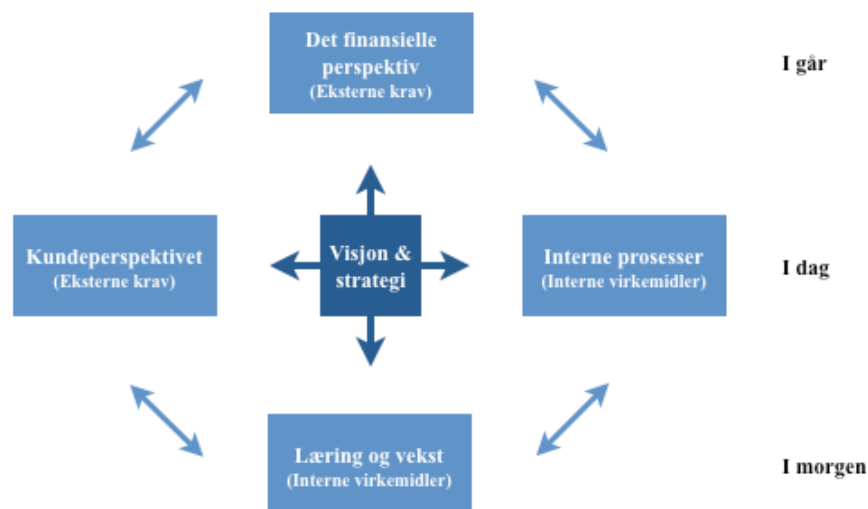 Det finansielle
perspektiv
(Eksterne krav)
I går
Kundeperspektivet
(Eksterne krav)
Visjon &
strategi
Interne prosesser
(Interne virkemidler)
I dag
Læring og vekst
(Interne virkemidler)
I morgen